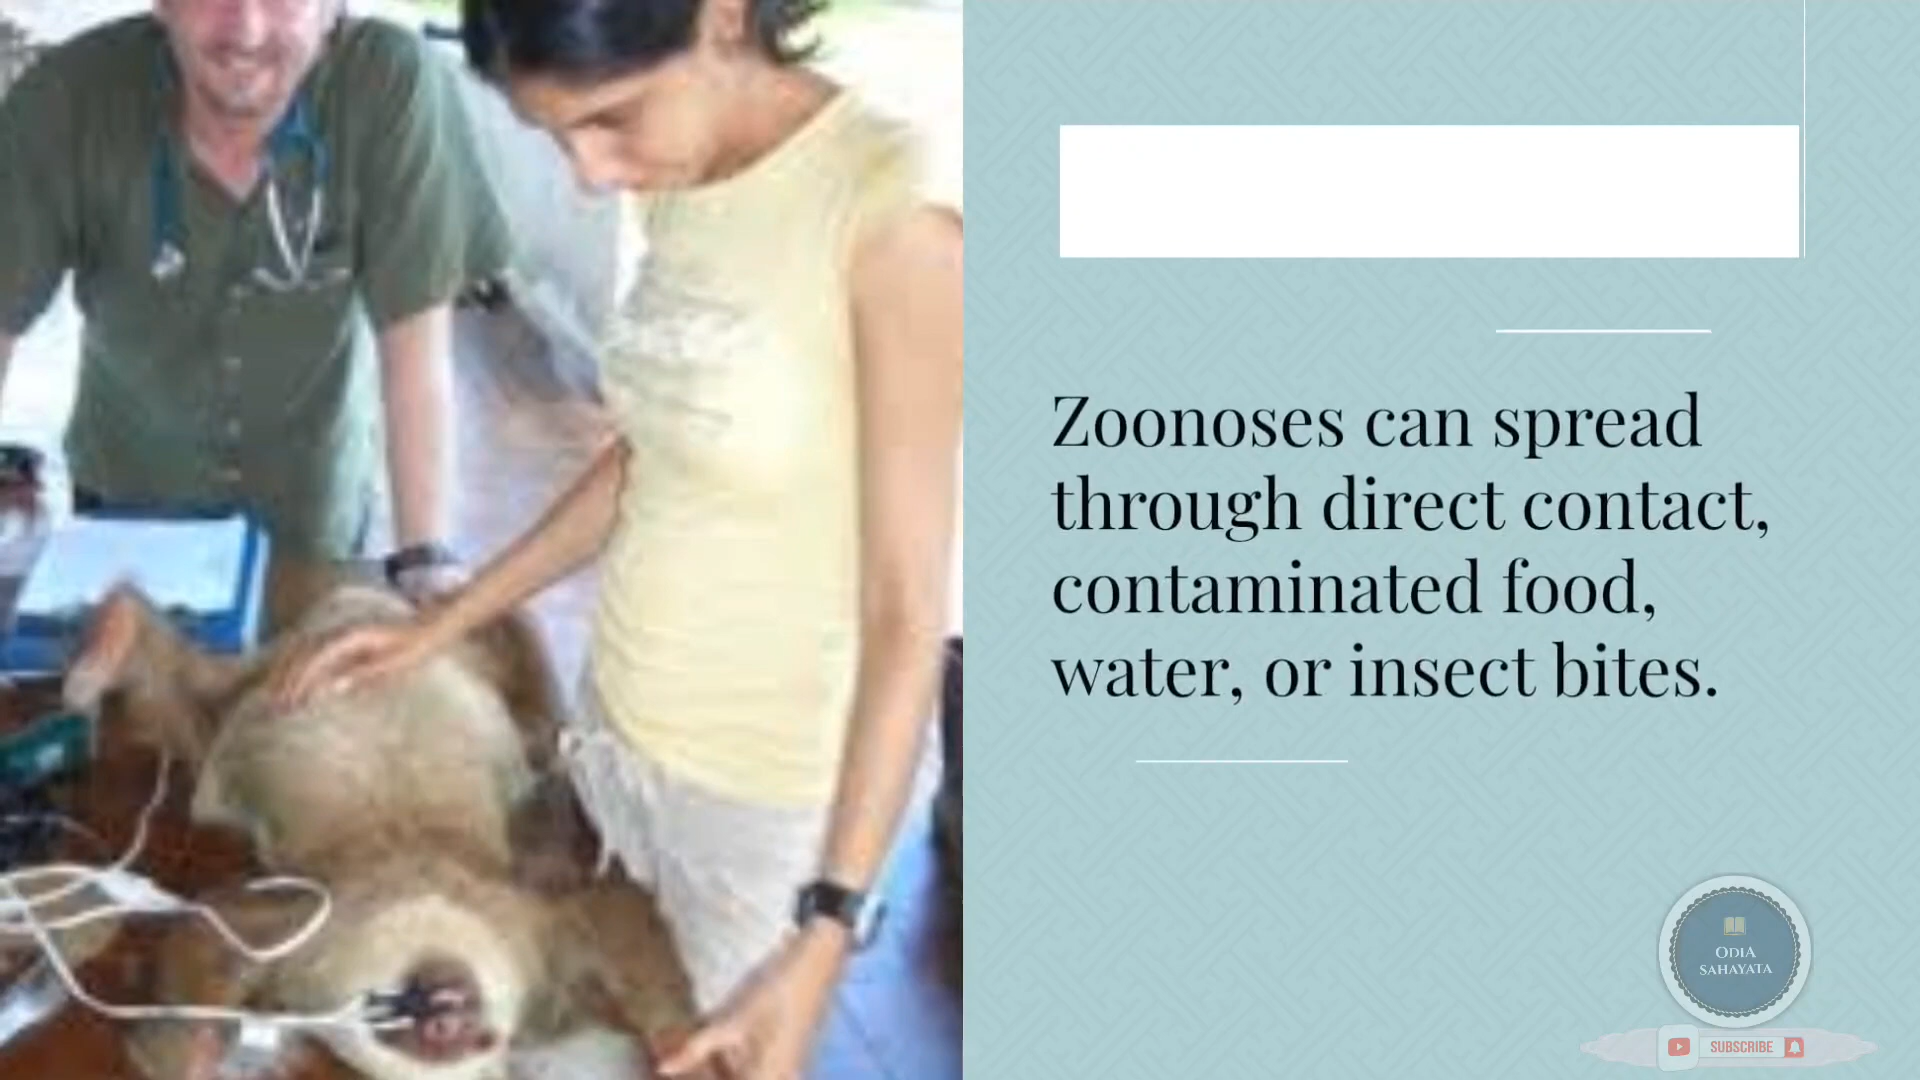 Zoonoses can spread
through direct contact,
contaminated food,
water, or insect bites.
ODIA
SAHAYATA
SUBSCRIBE